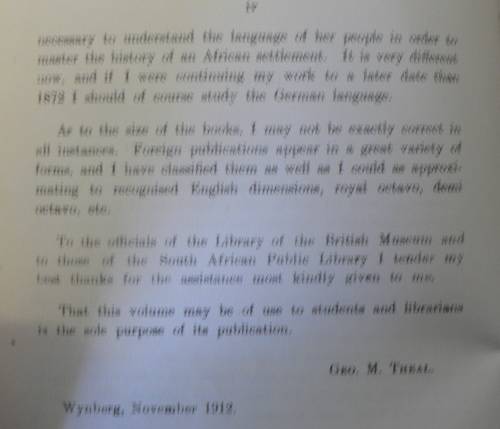 iv
necessary to understand the language of her people in order to
master the history of an African settlement. It is very different
now, and if I were continuing my work to a later date than
1872 I should of course study the German language.
As to the size of the books, I may not be exactly correct in
all instances. Foreign publications appear in a great variety of
forms, and I have classified them as well as I could as approxi-
mating to recognised English dimensions, royal octavo, demi
octavo, etc.
To the officials of the Library of the British Museum and
to those of the South African Public Library I tender my
best thanks for the assistance most kindly given to me.
That this volume may be of use to students and librarians
is the sole purpose of its publication.
Geo. M. Theal.
Wynberg, November 1912.